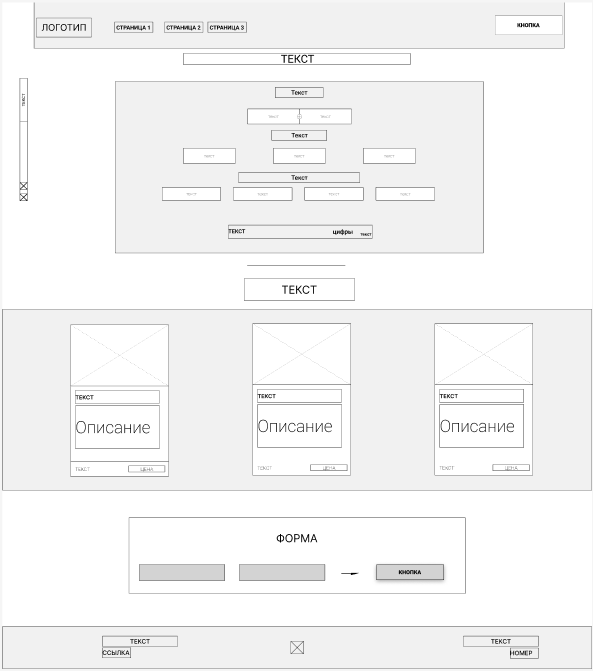 ЛОГОТИП
СТРАНИЦА 1
СТРАНИЦА 2
СТРАНИЦА 3
КНОПКА
ТЕКСТ
ТЕКСТ
Текст
ТЕКСТ
ТЕКСТ
Текст
ТЕКСТ
ТЕКСТ
ТЕКСТ
Текст
ТЕКСТ
ТЕКСТ
ТЕКСТ
ТЕКСТ
ТЕКСТ
цифры
ТЕКСТ
ТЕКСТ
ТЕКСТ
Описание
ТЕКСТ
ЦЕНА
ТЕКСТ
Описание
ТЕКСТ
ЦЕНА
ТЕКСТ
Описание
ТЕКСТ
ЦЕНА
ФОРМА
КНОПКА
ТЕКСТ
ССЫЛКА
ТЕКСТ
НОМЕР